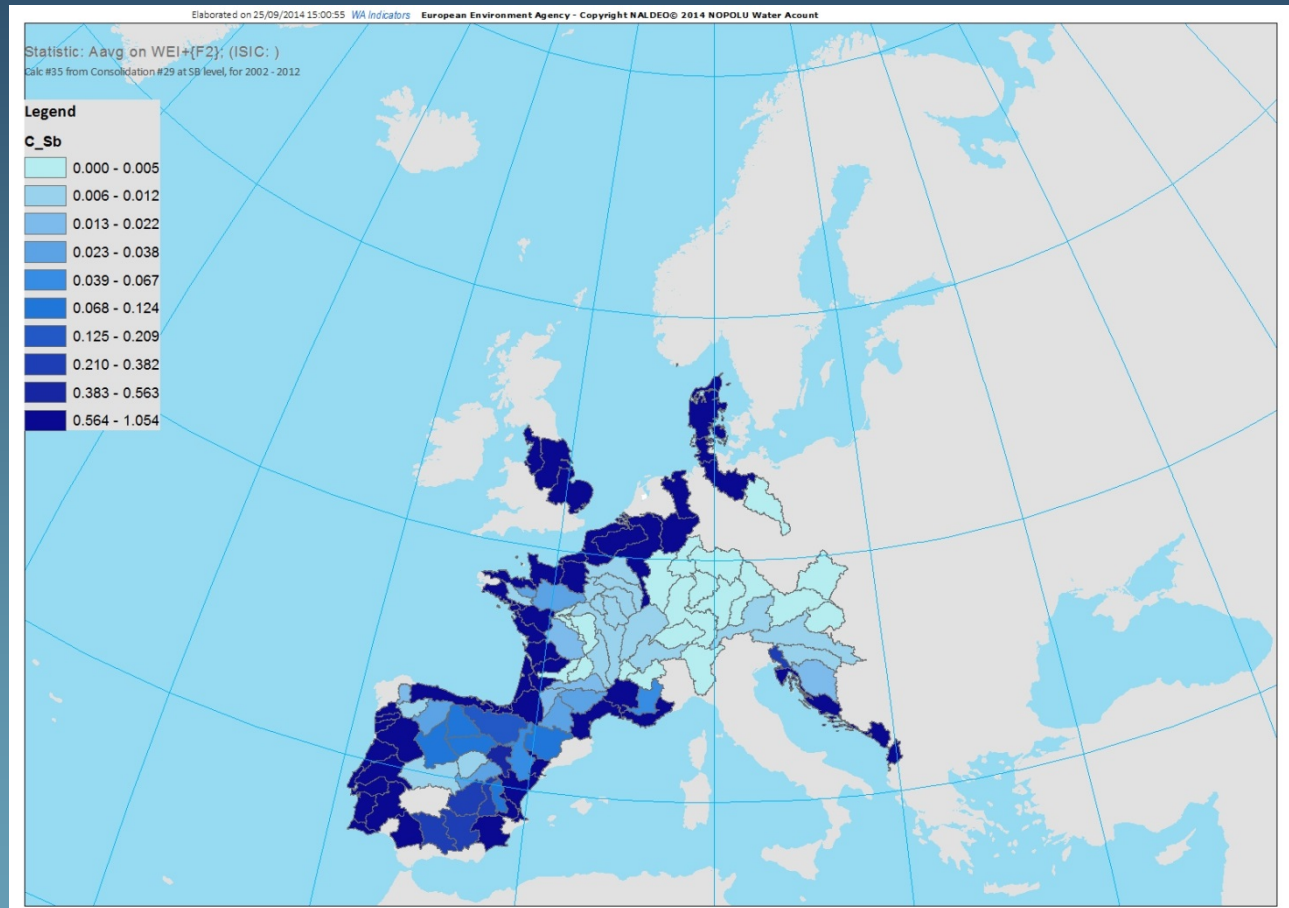 Elaborated on 25/09/2014 15:00:55 WA Indicators European Environment Agency - Copyright NALDEO© 2014 NOPOLU Water Acount
Statistic: Aavg on WEI+{F2}; (ISIC: )
Calc #35 from Consolidation #29 at SB level, for 2002 - 2012
Legend
C_Sb
0.000 - 0.005
0.006 - 0.012
0.013 - 0.022
0.023 - 0.038
0.039 - 0.067
0.068 - 0.124
0.125 - 0.209
0.210 - 0.382
0.383 - 0.563
0.564 - 1.054